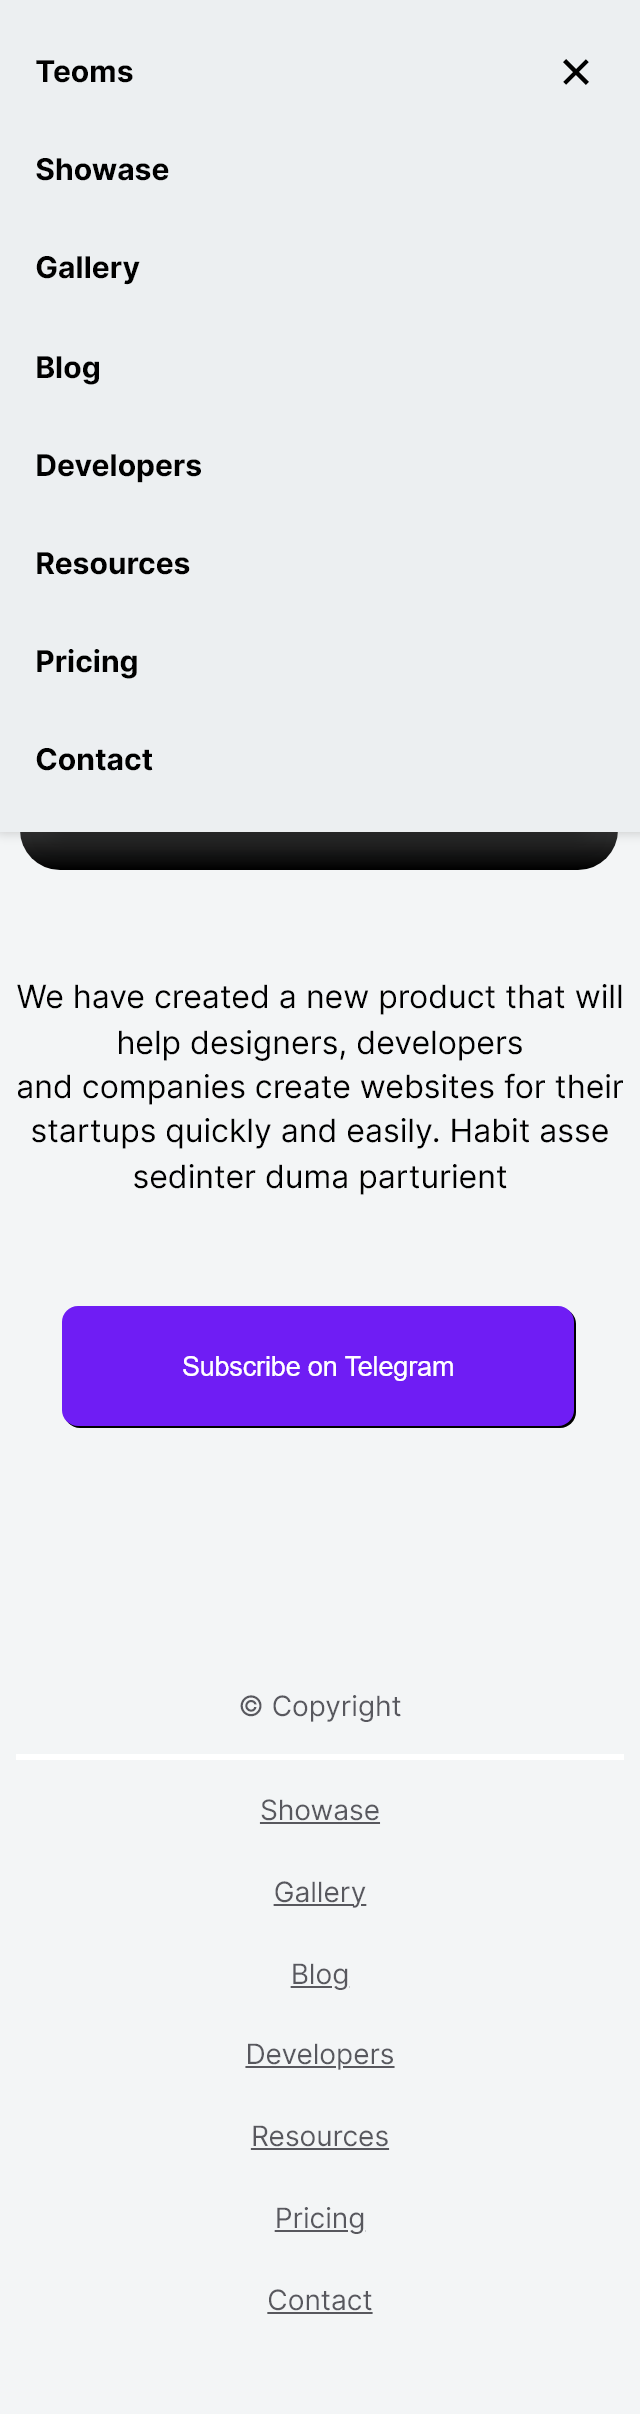 Teoms
Showase
Gallery
Blog
Developers
Resources
Pricing
Contact
We have created a new product that will
help designers, developers
and companies create websites for their
startups quickly and easily. Habit asse
sedinter duma parturient
Subscribe on Telegram
© Copyright
Showase
Gallery
Blog
Developers
Resources
Pricing
Contact